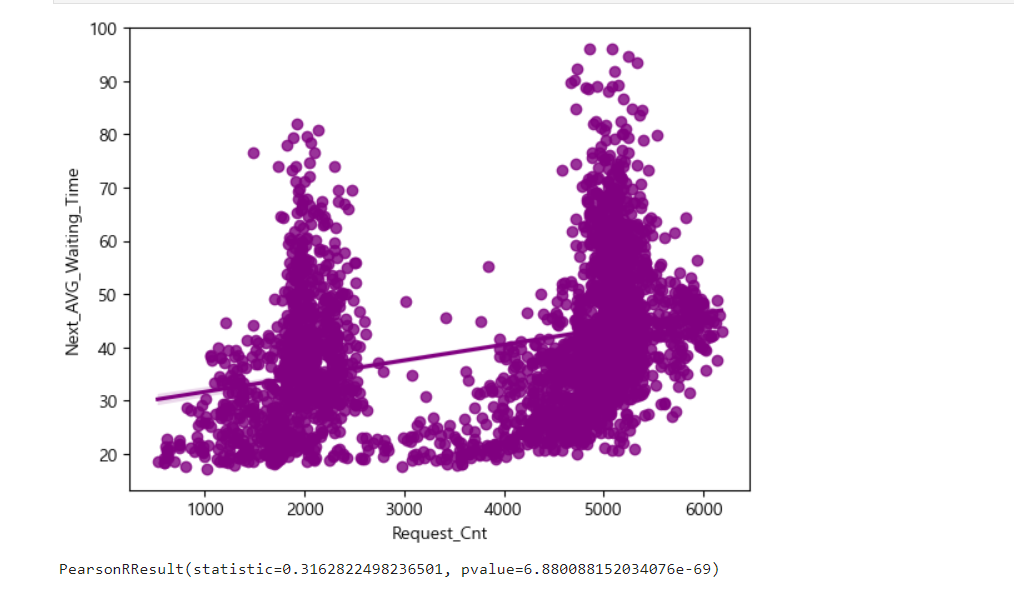 100
90
80
70
60
50
40
30
20
Next_AVG_Waiting_Time
1000 2000 3000 4000 5000 6000
Request_Cnt
PearsonRResult(statistic=0.3162822498236501, pvalue=6.880088152034076e-69)